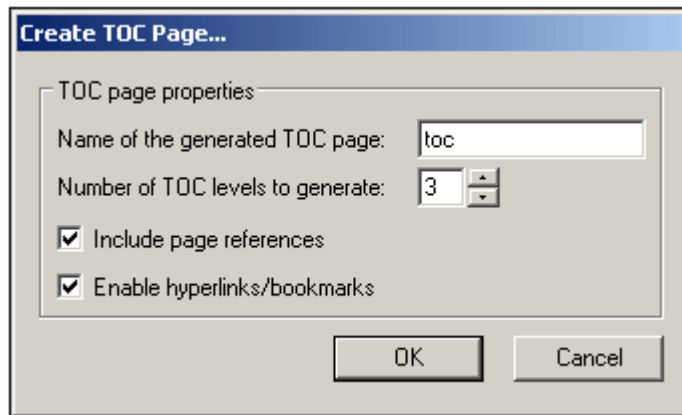 Create TOC Page...
TOC page properties
Name of the generated TOC page: toc
Number of TOC levels to generate: 3
Include page references
Enable hyperlinks/bookmarks
OK Cancel